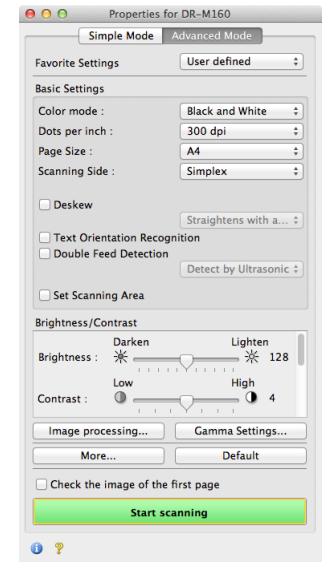 Properties for DR-M160
Simple Mode Advanced Mode
Favorite Settings User defined
Basic Settings
Color mode : Black and White
Dots per inch : 300 dpi
Page Size : A4
Scanning Side : Simplex
Deskew
Straightens with a...
Text Orientation Recognition
Double Feed Detection
Detect by Ultrasonic
Set Scanning Area
Brightness/Contrast
Darken Lighten
Brightness : 128
Low High
Contrast : 4
Image processing... Gamma Settings...
More... Default
Check the image of the first page
Start scanning